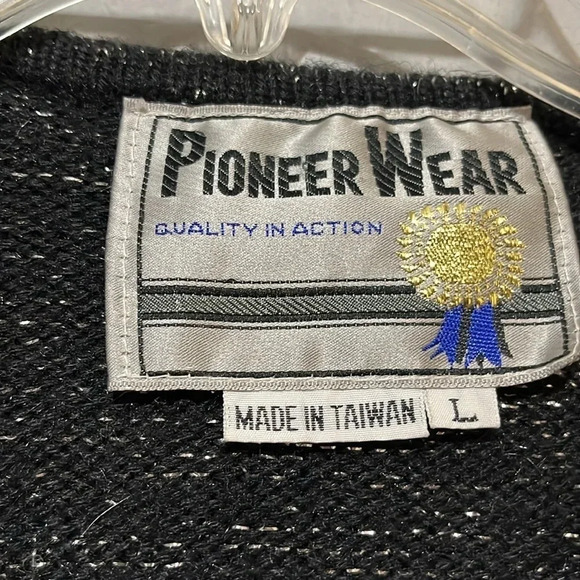 PIONEER WEAR
QUALITY IN ACTION
MADE IN TAIWAN
L